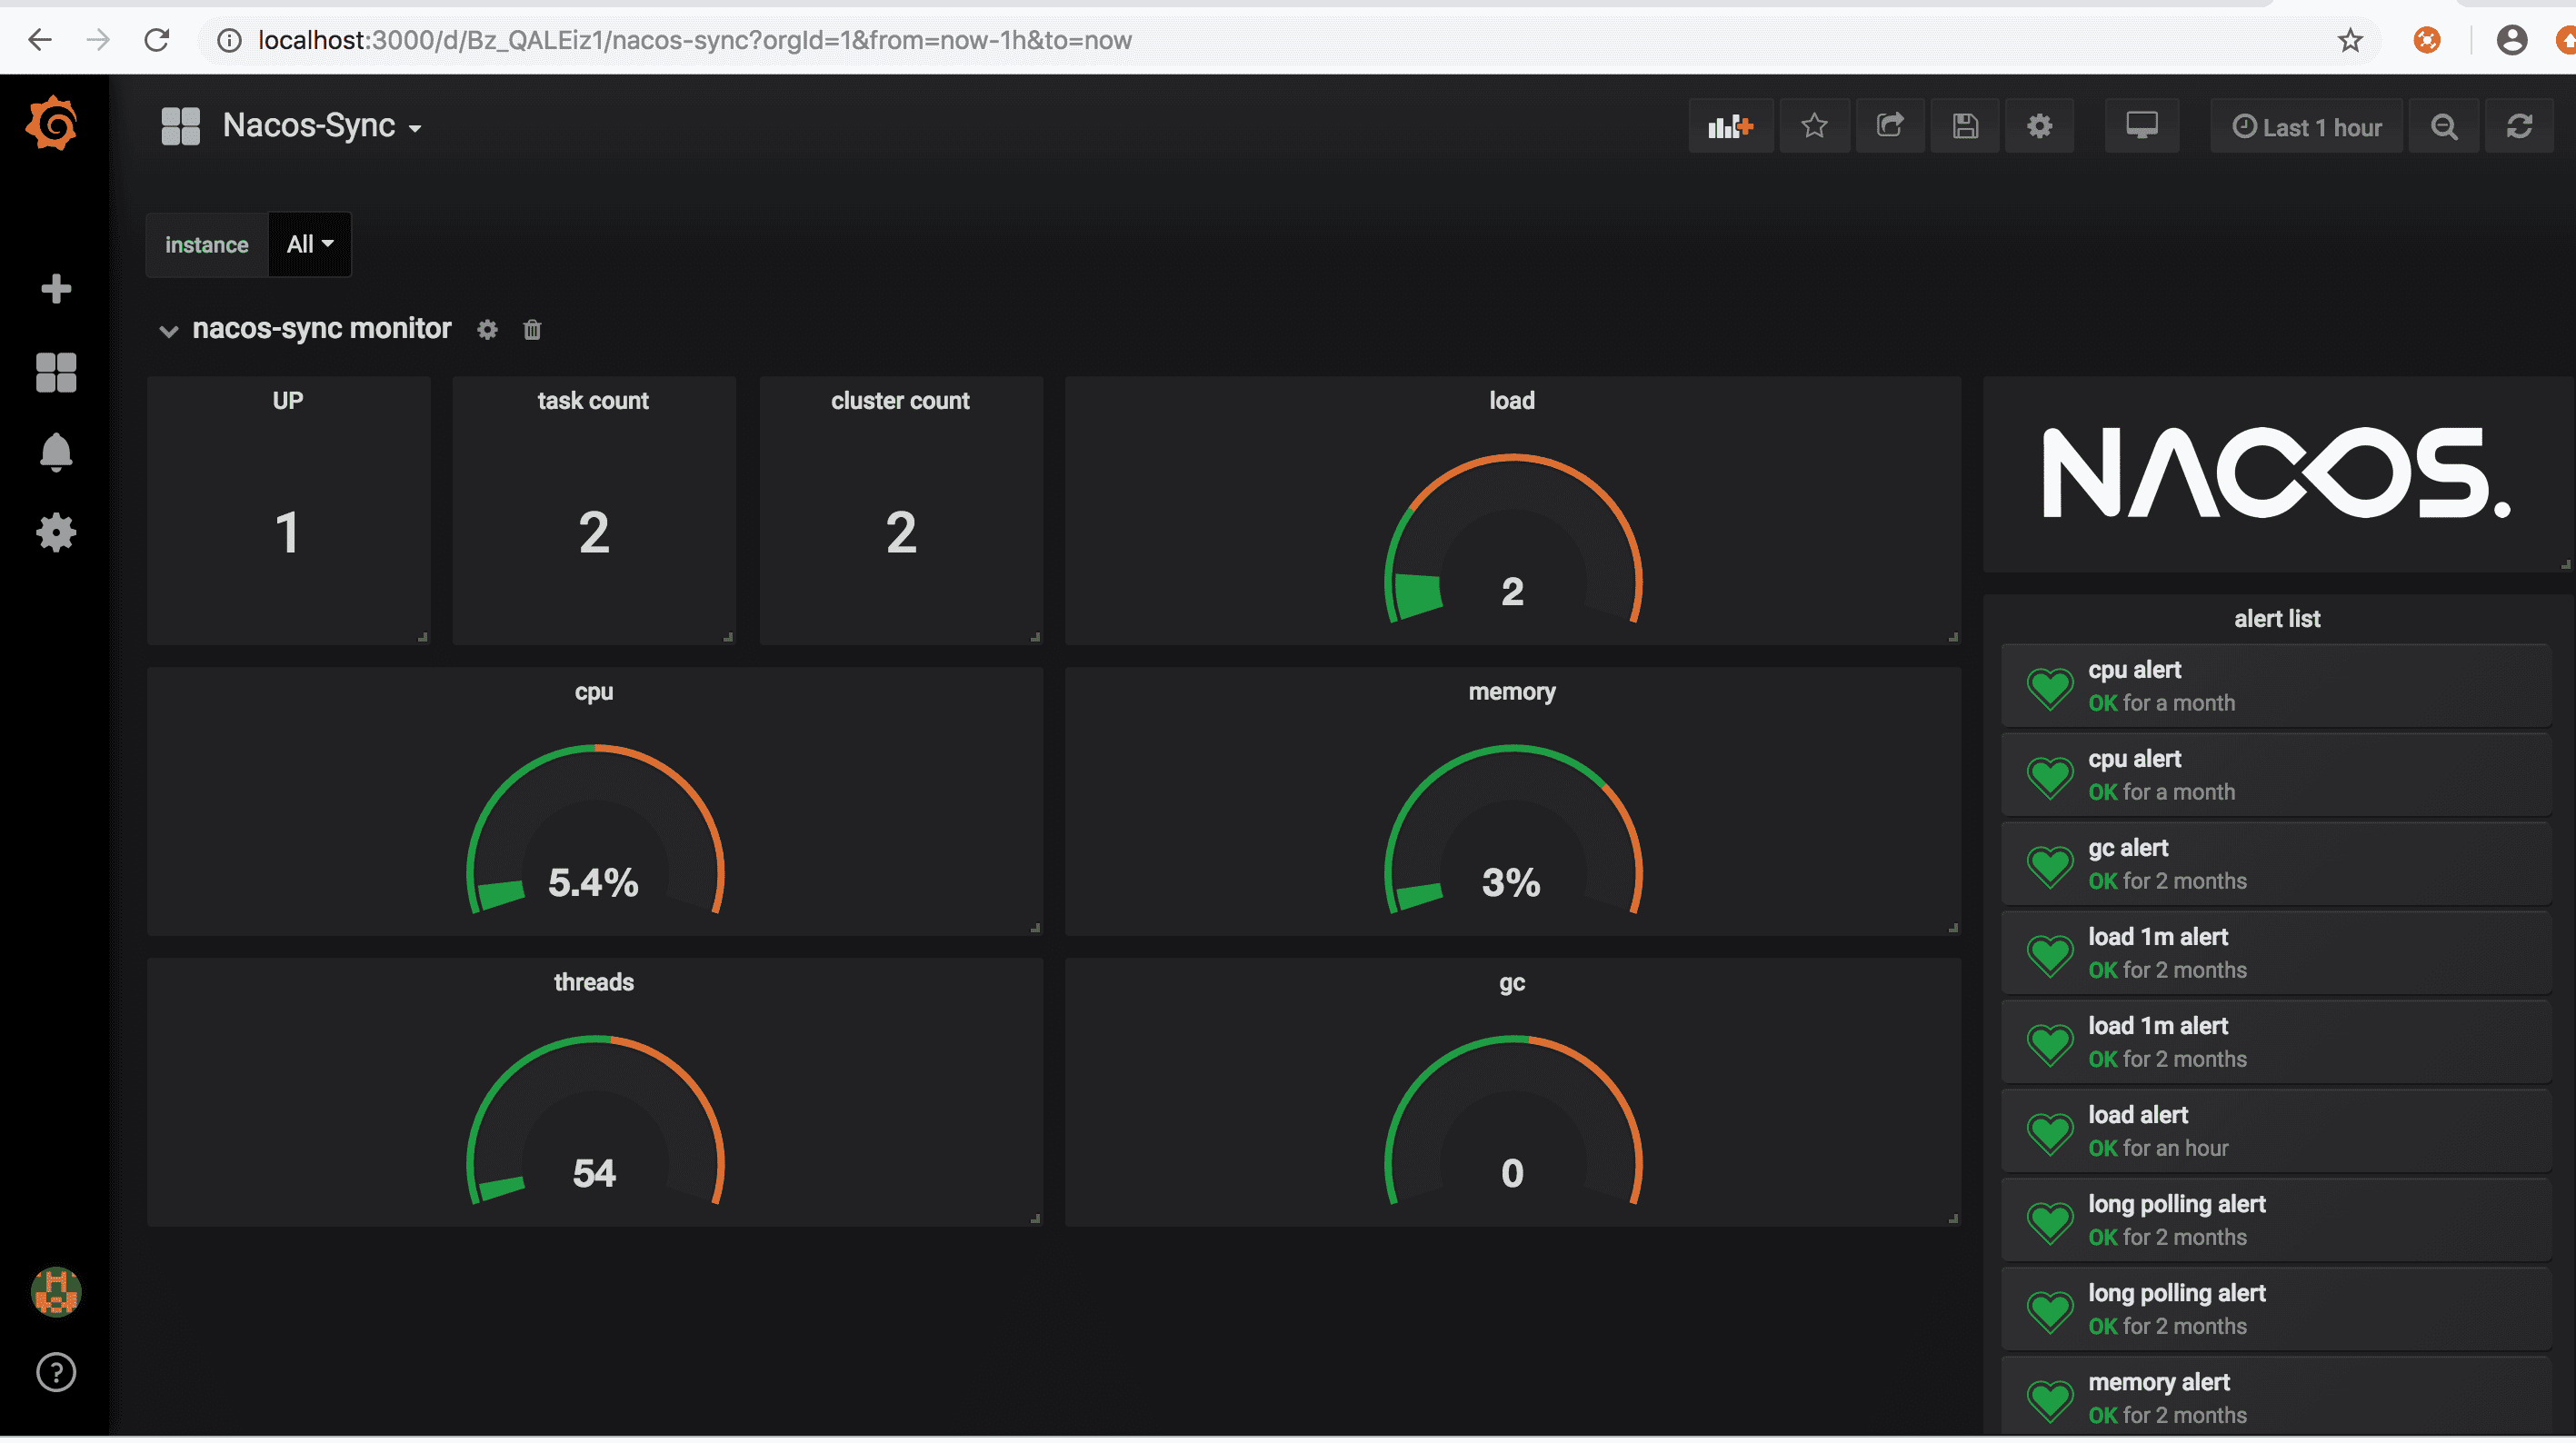 localhost:3000/d/Bz_QALEiz1/nacos-sync?orgId=1&from=now-1h&to=now
Nacos-Sync
Last 1 hour
instance
All
nacos-sync monitor
UP
1
task count
2
cluster count
2
load
2
NACOS.
cpu
5.4%
memory
3%
threads
54
gc
0
alert list
cpu alert
OK for a month
cpu alert
OK for a month
gc alert
OK for 2 months
load 1m alert
OK for 2 months
load 1m alert
OK for 2 months
load alert
OK for an hour
long polling alert
OK for 2 months
long polling alert
OK for 2 months
memory alert
OK for 2 months